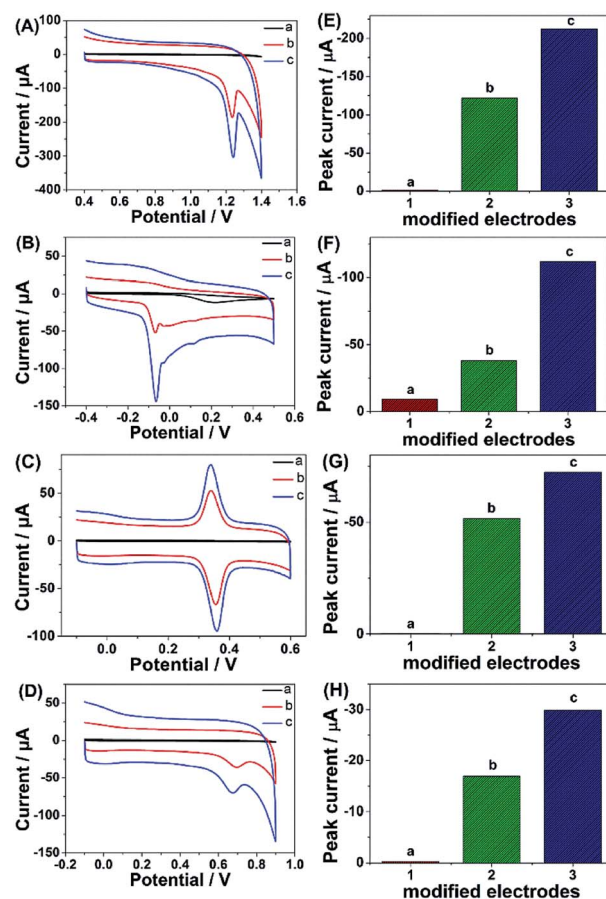 (A)
a
b
c
100
0
-100
-200
-300
-400
0.4 0.6 0.8 1.0 1.2 1.4 1.6
Potential / V
Current / μA
(E)
-200
-150
-100
-50
0
a
b
c
1 2 3
modified electrodes
Peak current / μA
(B)
a
b
c
50
0
-50
-100
-150
-0.4 -0.2 0.0 0.2 0.4
Potential / V
Current / μA
(F)
-100
-50
0
a
b
c
1 2 3
modified electrodes
Peak current / μA
(C)
a
b
c
50
0
-50
-100
0.0 0.2 0.4 0.6
Potential / V
Current / μA
(G)
-50
0
a
b
c
1 2 3
modified electrodes
Peak current / μA
(D)
a
b
c
50
0
-50
-100
-150
-0.2 0.0 0.2 0.4 0.6 0.8 1.0
Potential / V
Current / μA
(H)
-30
-20
-10
0
a
b
c
1 2 3
modified electrodes
Peak current / μA